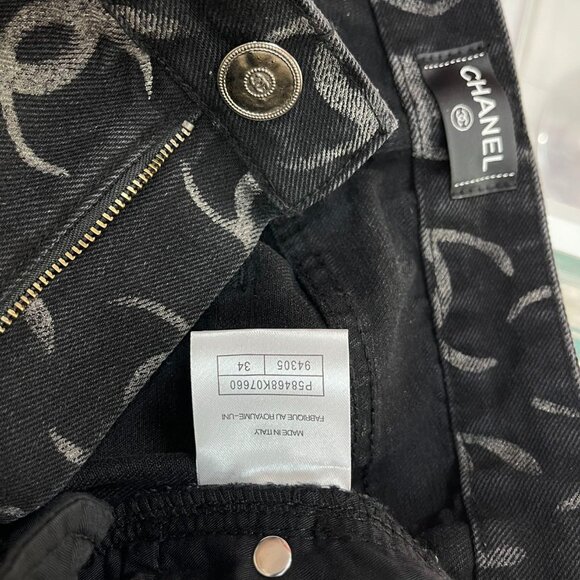 CHANEL
MADE IN ITALY
FABRIQUE AU ROYAUME-UNI
P58468K07660
94305 34